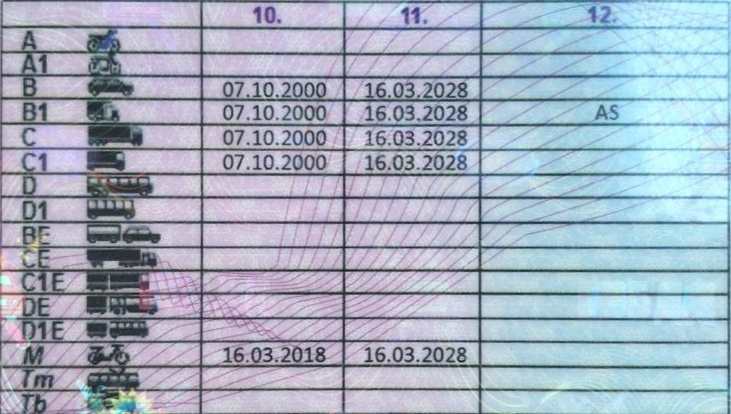 10. 11. 12.
A
A1
B 07.10.2000 16.03.2028
B1 07.10.2000 16.03.2028 AS
C 07.10.2000 16.03.2028
C1 07.10.2000 16.03.2028
D
D1
BE
CE
C1E
DE
D1E
M 16.03.2018 16.03.2028
Tm
Tb